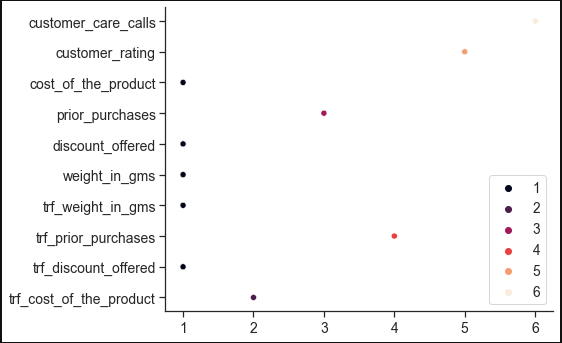 customer_care_calls
customer_rating
cost_of_the_product
prior_purchases
discount_offered
weight_in_gms
trf_weight_in_gms
trf_prior_purchases
trf_discount_offered
trf_cost_of_the_product
1
2
3
4
5
6
1 2 3 4 5 6